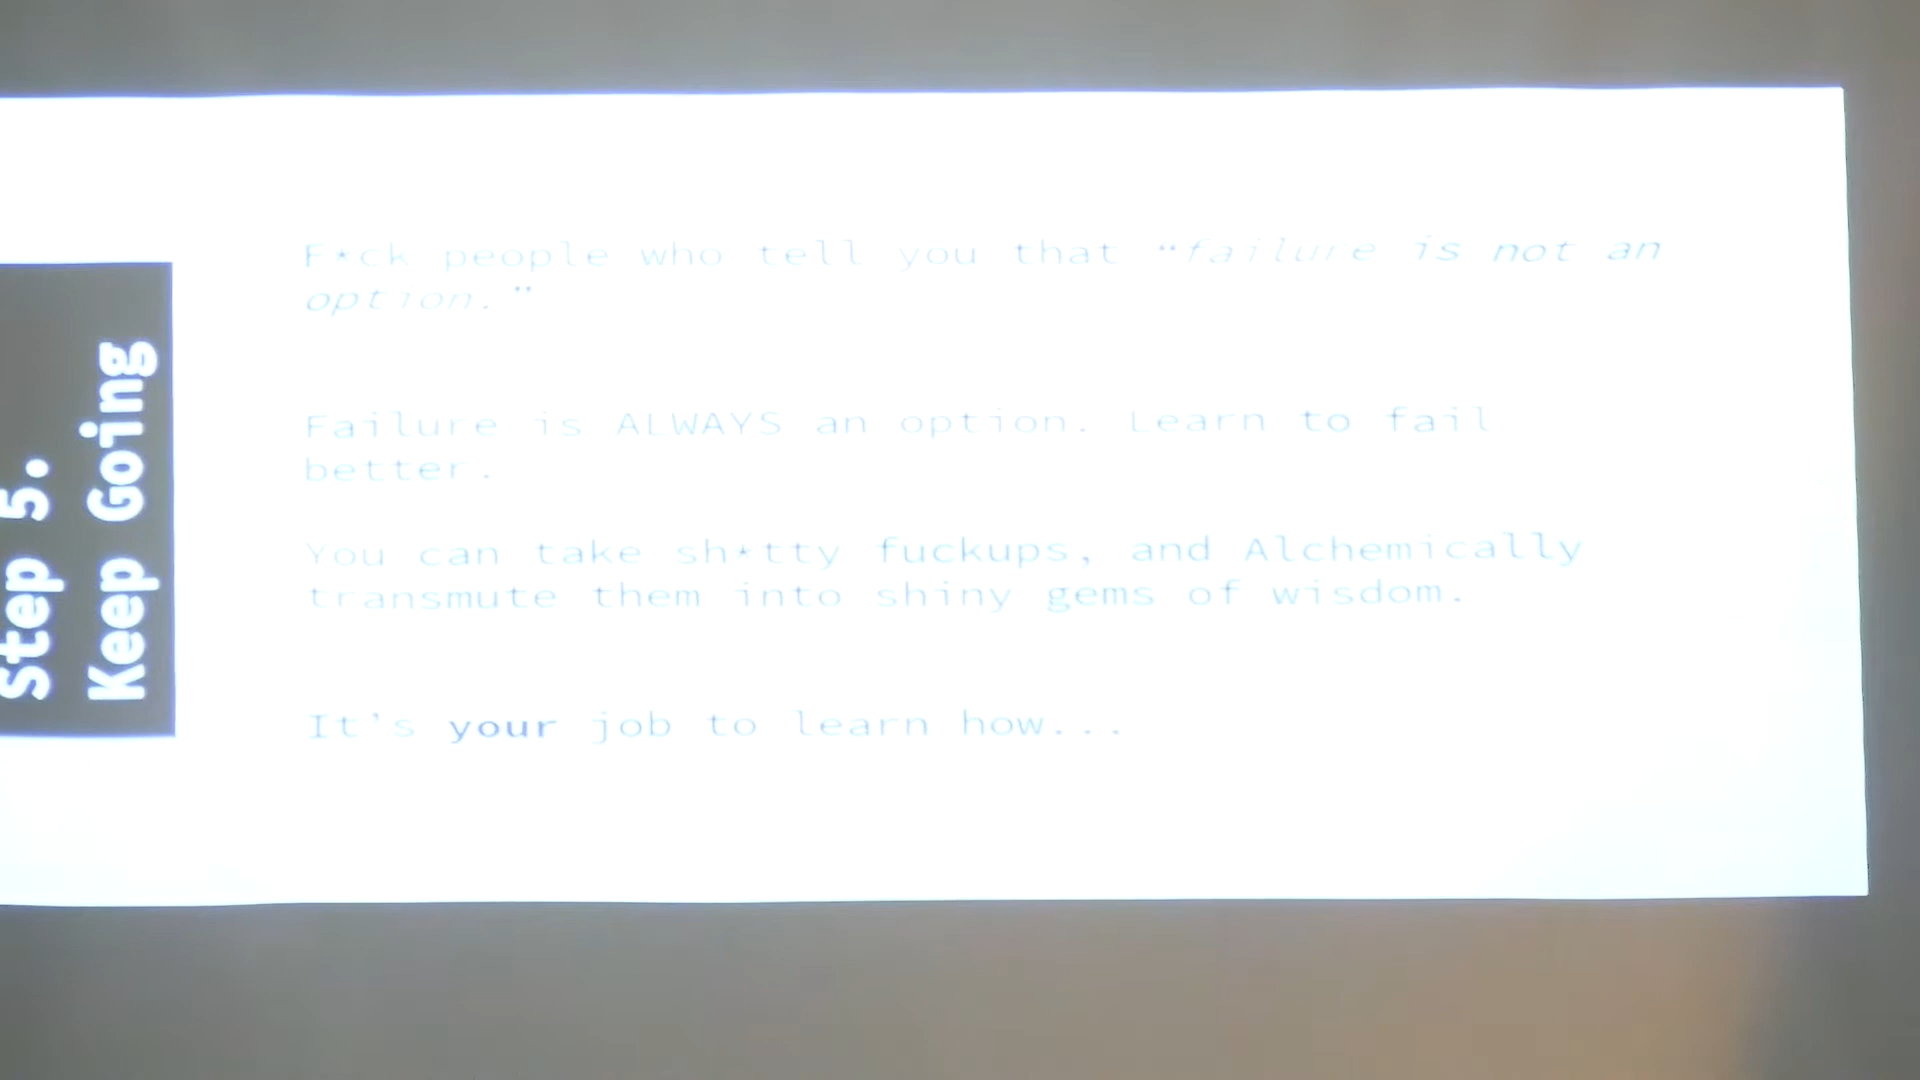 Step 5.
Keep Going
F*ck people who tell you that “failure is not an
option.”
Failure is ALWAYS an option. Learn to fail
better.
You can take sh*tty fuckups, and Alchemically
transmute them into shiny gems of wisdom.
It's your job to learn how...